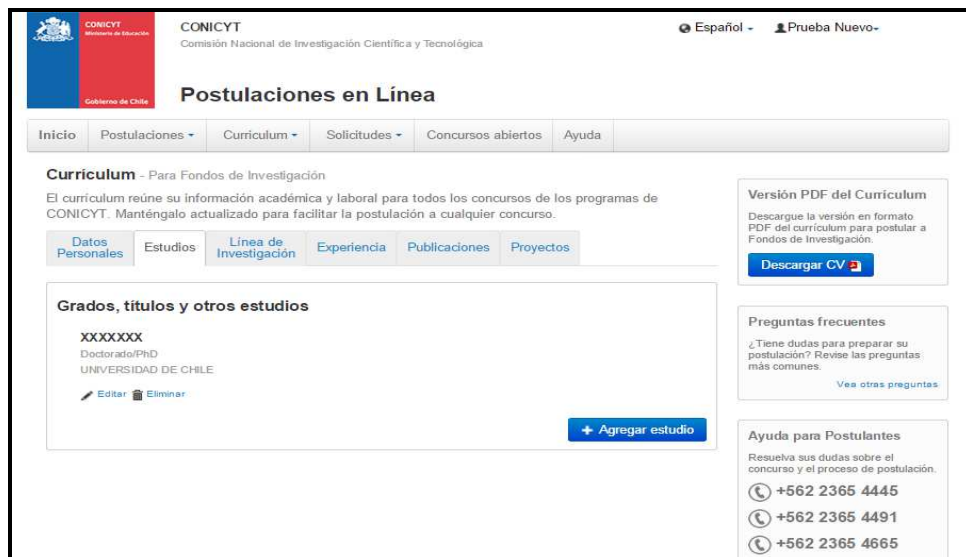 CONICYT
Ministerio de Educación
Gobierno de Chile
CONICYT
Comisión Nacional de Investigación Científica y Tecnológica
Español
Prueba Nuevo
Postulaciones en Línea
Inicio Postulaciones Curriculum Solicitudes Concursos abiertos Ayuda
Currículum - Para Fondos de Investigación
El currículum reúne su información académica y laboral para todos los concursos de los programas de
CONICYT. Manténgalo actualizado para facilitar la postulación a cualquier concurso.
Datos
Personales
Estudios
Línea de
Investigación
Experiencia
Publicaciones
Proyectos
Grados, títulos y otros estudios
XXXXXXX
Doctorado/PhD
UNIVERSIDAD DE CHILE
Editar Eliminar
+ Agregar estudio
Versión PDF del Currículum
Descargue la versión en formato
PDF del currículum para postular a
Fondos de Investigación.
Descargar CV
Preguntas frecuentes
¿Tiene dudas para preparar su
postulación? Revise las preguntas
más comunes.
Vea otras preguntas
Ayuda para Postulantes
Resuelva sus dudas sobre el
concurso y el proceso de postulación.
+562 2365 4445
+562 2365 4491
+562 2365 4665